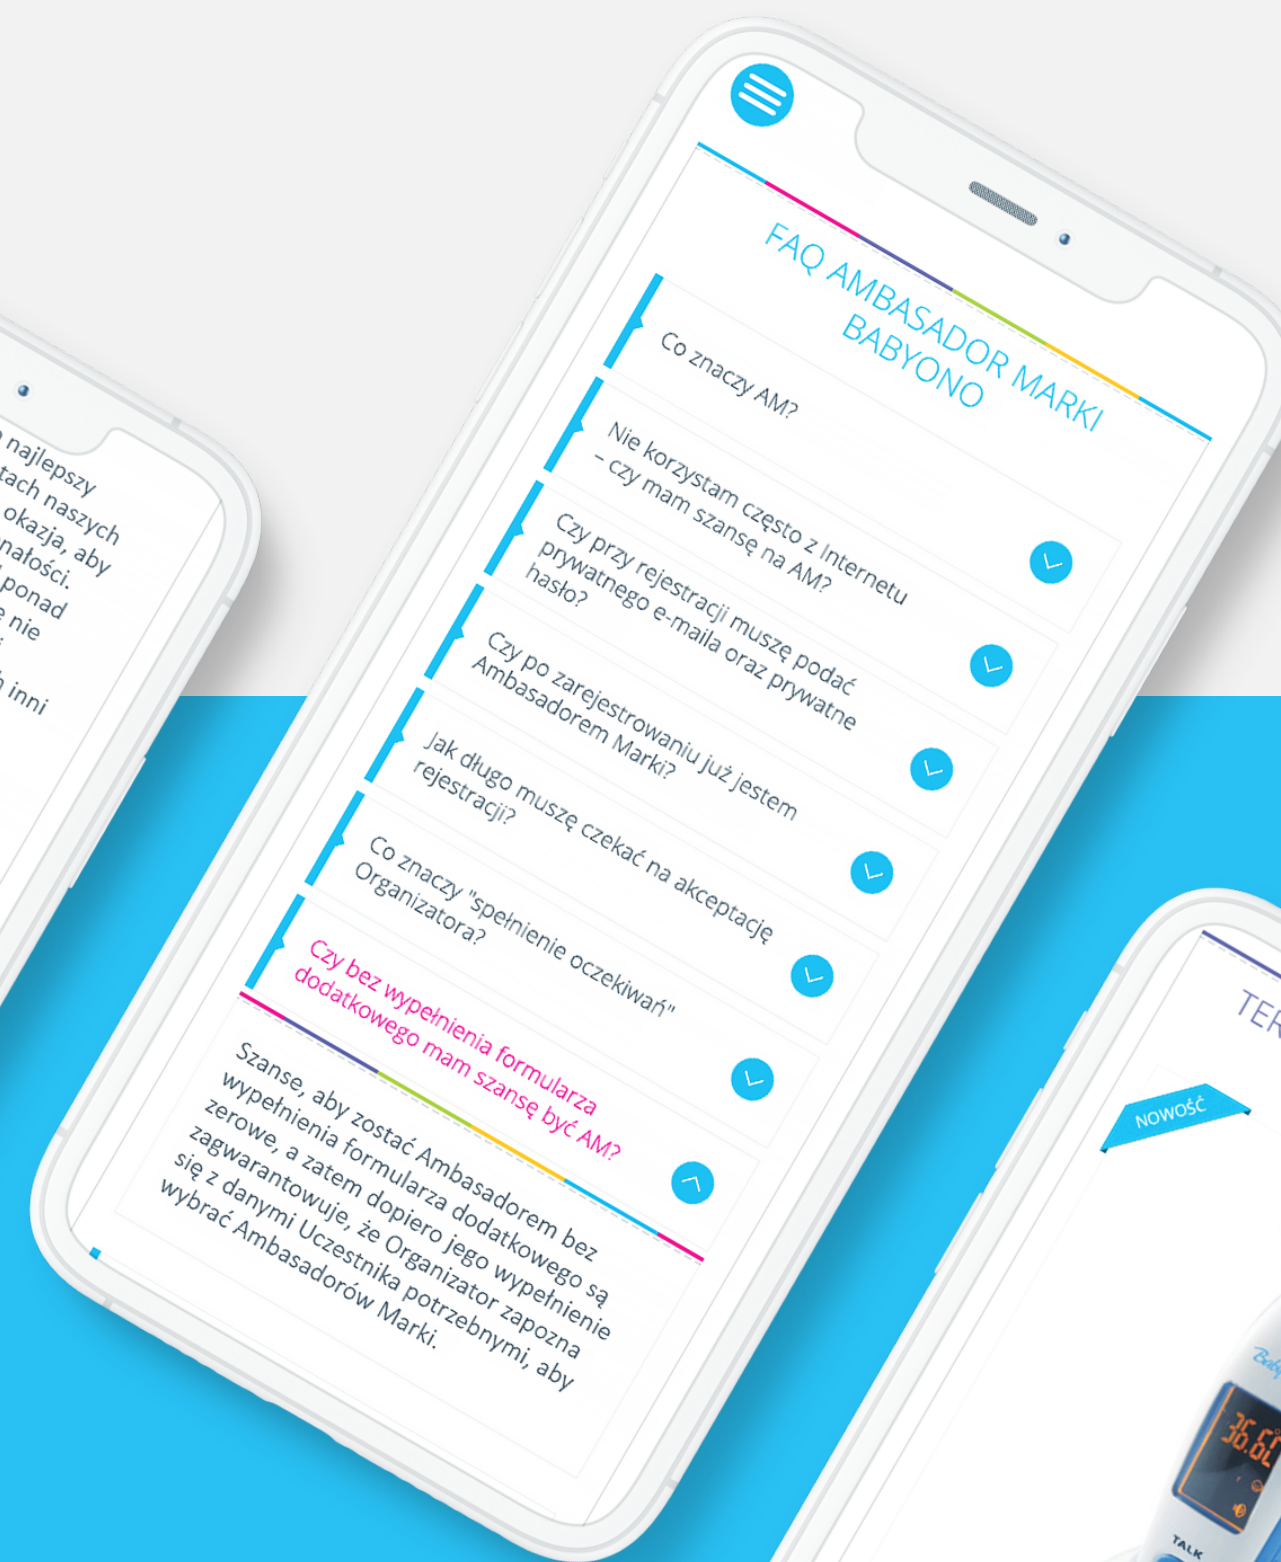 najlepszy
tach naszych
okazja, aby
ponad
nie
inni
FAQ AMBASADOR MARKI
BABYONO
Co znaczy AM?
Nie korzystam często z Internetu
– czy mam szansę na AM?
Czy przy rejestracji muszę podać
prywatnego e-maila oraz prywatne
hasło?
Czy po zarejestrowaniu już jestem
Ambasadorem Marki?
Jak długo muszę czekać na akceptację
rejestracji?
Co znaczy "spełnienie oczekiwań"
Organizatora?
Czy bez wypełnienia formularza
dodatkowego mam szansę być AM?
Szanse, aby zostać Ambasadorem bez
wypełnienia formularza dodatkowego są
zerowe, a zatem dopiero jego wypełnienie
zagwarantowuje, że Organizator zapozna
się z danymi Uczestnika potrzebnymi, aby
wybrać Ambasadorów Marki.
TER
NOWOŚĆ
36.6
TALK